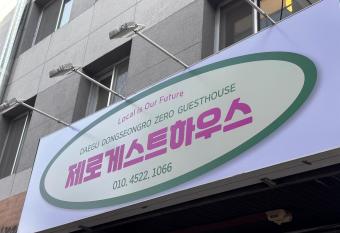 Local is Our Future
DAEGU DONGSEONGRO ZERO GUESTHOUSE
제로게스트하우스
010. 4522. 1066